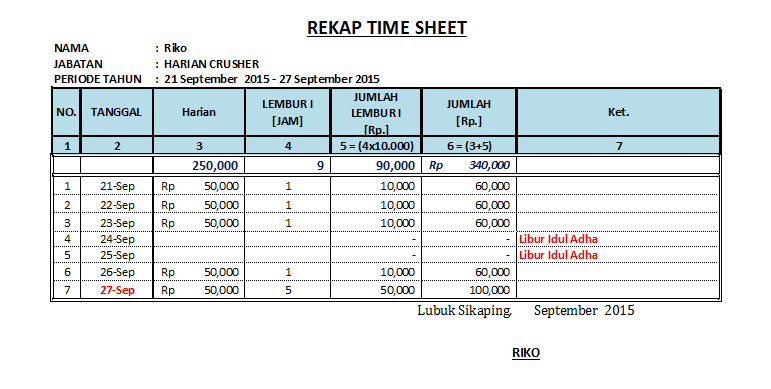 REKAP TIME SHEET
NAMA : Riko
JABATAN : HARIAN CRUSHER
PERIODE TAHUN : 21 September 2015 - 27 September 2015
NO. TANGGAL Harian LEMBUR I [JAM] JUMLAH LEMBUR I [Rp.] JUMLAH [Rp.] Ket.
1 2 3 4 5 = (4x10.000) 6 = (3+5) 7
250,000 9 90,000 Rp 340,000
1 21-Sep Rp 50,000 1 10,000 60,000
2 22-Sep Rp 50,000 1 10,000 60,000
3 23-Sep Rp 50,000 1 10,000 60,000
4 24-Sep - - Libur Idul Adha
5 25-Sep - - Libur Idul Adha
6 26-Sep Rp 50,000 1 10,000 60,000
7 27-Sep Rp 50,000 5 50,000 100,000
Lubuk Sikaping, September 2015
RIKO